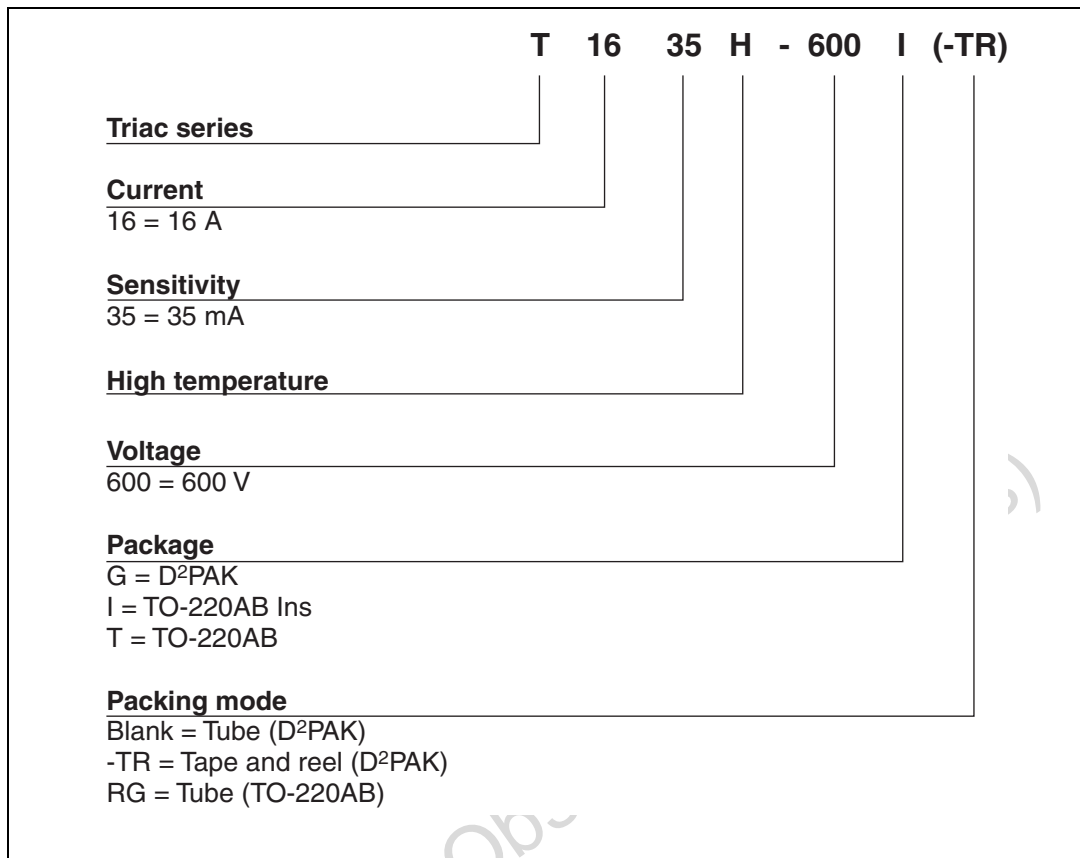 T 16 35 H - 600 I (-TR)
Triac series
Current
16 = 16 A
Sensitivity
35 = 35 mA
High temperature
Voltage
600 = 600 V
Package
G = D²PAK
I = TO-220AB Ins
T = TO-220AB
Packing mode
Blank = Tube (D²PAK)
-TR = Tape and reel (D²PAK)
RG = Tube (TO-220AB)